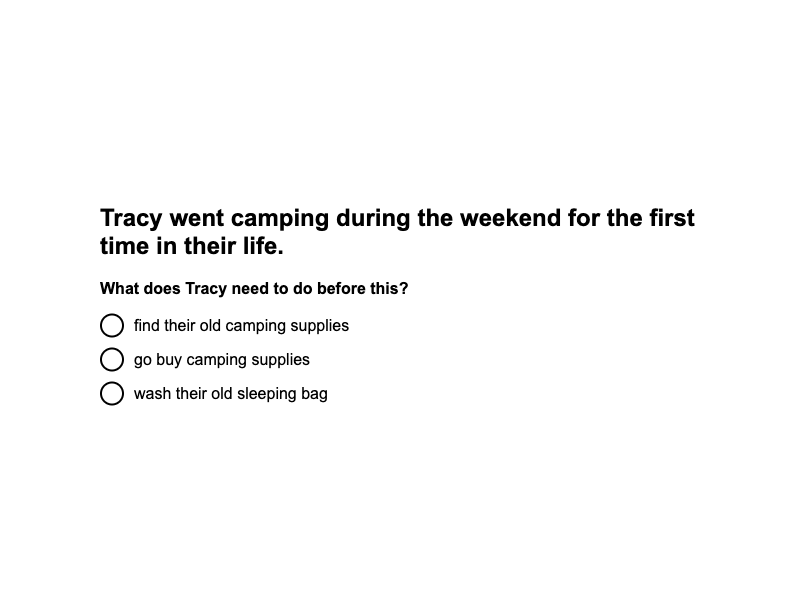 Tracy went camping during the weekend for the first
time in their life.
What does Tracy need to do before this?
find their old camping supplies
go buy camping supplies
wash their old sleeping bag